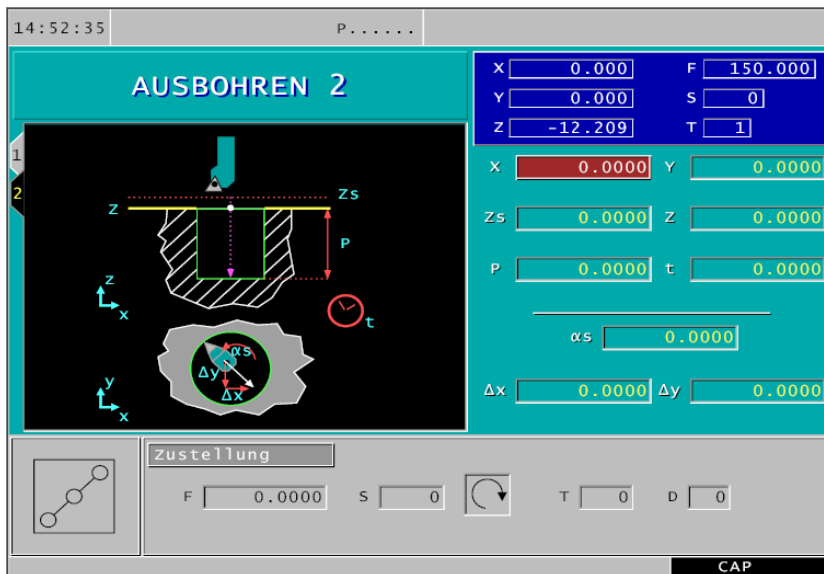 14:52:35 P......
AUSBOHREN 2
X 0.000 F 150.000
Y 0.000 S 0
Z -12.209 T 1
1
2
Zs
Z
P
z
x
t
αs
Δy
Δx
y
x
X 0.0000 Y 0.0000
Zs 0.0000 Z 0.0000
P 0.0000 t 0.0000
αs 0.0000
Δx 0.0000 Δy 0.0000
Zustellung
F 0.0000 S 0 T 0 D 0
CAP